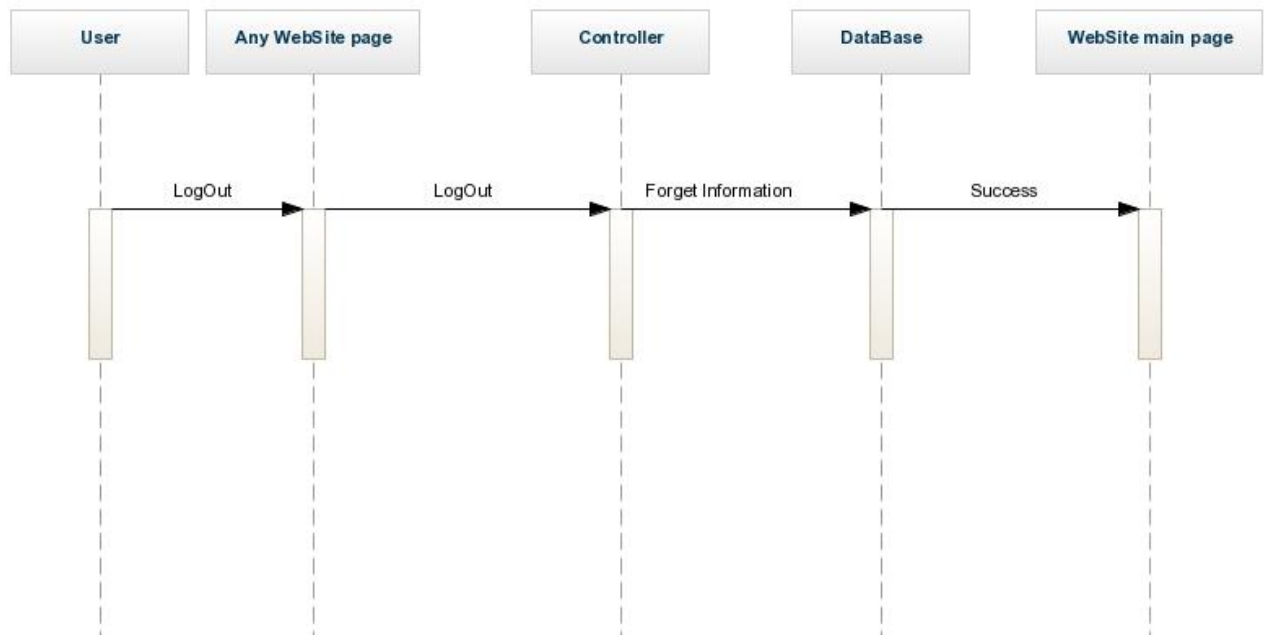 User
Any WebSite page
Controller
DataBase
WebSite main page
LogOut
LogOut
Forget Information
Success